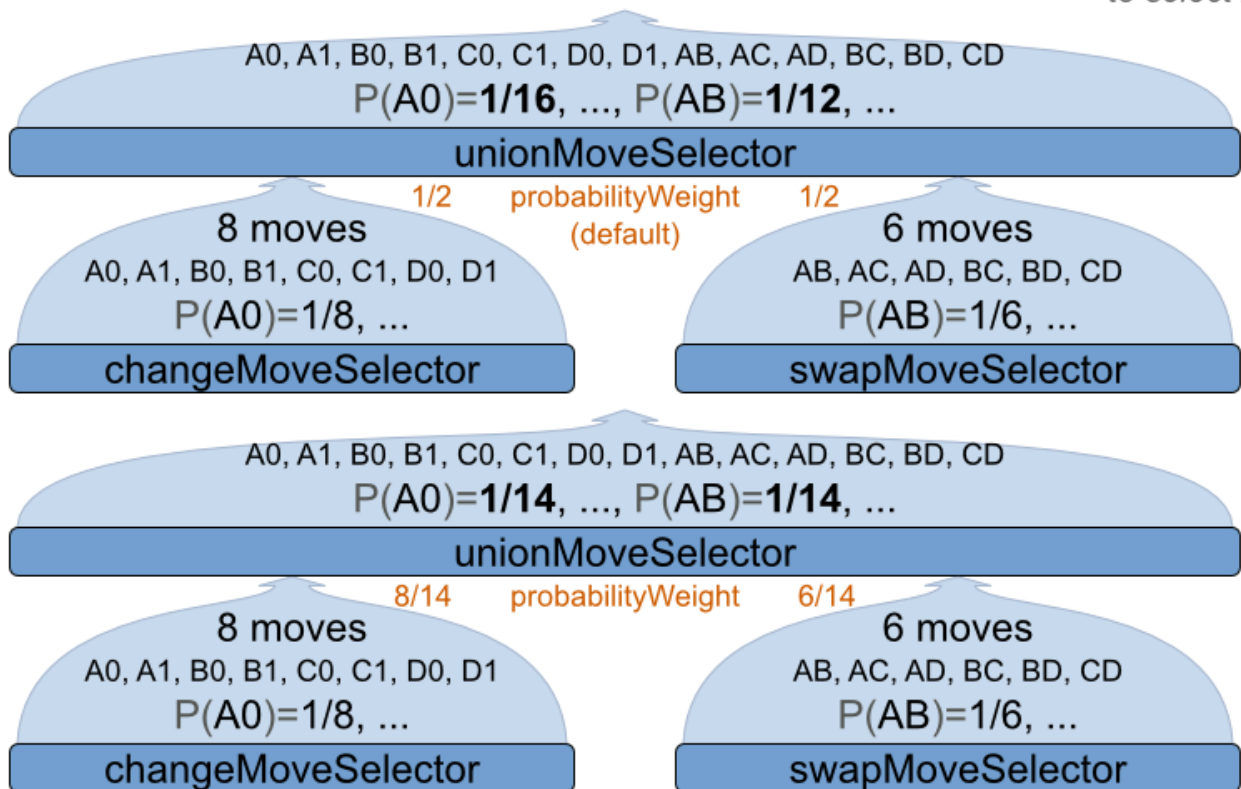 to select
A0, A1, B0, B1, C0, C1, D0, D1, AB, AC, AD, BC, BD, CD
P(A0)=1/16, ..., P(AB)=1/12, ...
unionMoveSelector
1/2 probabilityWeight 1/2
(default)
8 moves 6 moves
A0, A1, B0, B1, C0, C1, D0, D1 AB, AC, AD, BC, BD, CD
P(A0)=1/8, ... P(AB)=1/6, ...
changeMoveSelector swapMoveSelector
A0, A1, B0, B1, C0, C1, D0, D1, AB, AC, AD, BC, BD, CD
P(A0)=1/14, ..., P(AB)=1/14, ...
unionMoveSelector
8/14 probabilityWeight 6/14
8 moves 6 moves
A0, A1, B0, B1, C0, C1, D0, D1 AB, AC, AD, BC, BD, CD
P(A0)=1/8, ... P(AB)=1/6, ...
changeMoveSelector swapMoveSelector